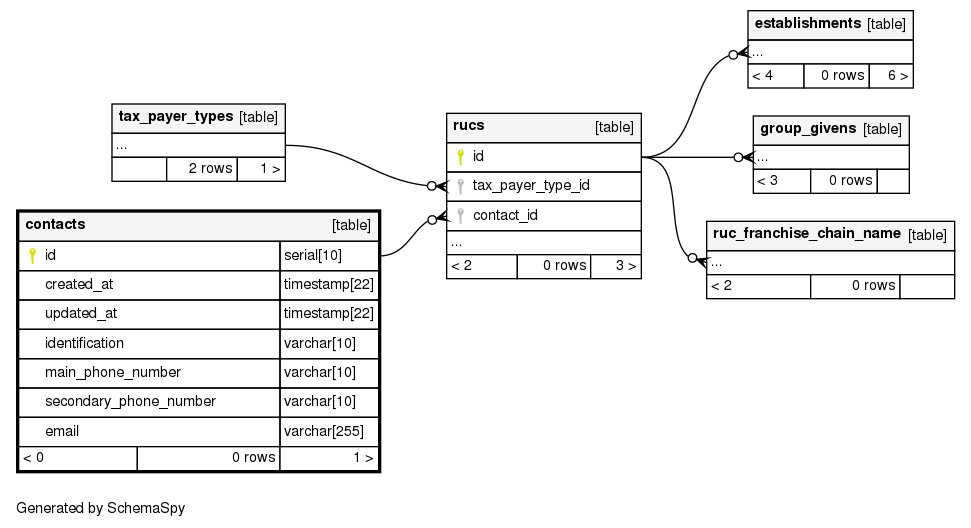 establishments [table]
...
< 4 0 rows 6 >
tax_payer_types [table]
...
2 rows 1 >
rucs [table]
id
tax_payer_type_id
contact_id
...
< 2 0 rows 3 >
group_givens [table]
...
< 3 0 rows
ruc_franchise_chain_name [table]
...
< 2 0 rows
contacts [table]
id serial[10]
created_at timestamp[22]
updated_at timestamp[22]
identification varchar[10]
main_phone_number varchar[10]
secondary_phone_number varchar[10]
email varchar[255]
< 0 0 rows 1 >
Generated by SchemaSpy